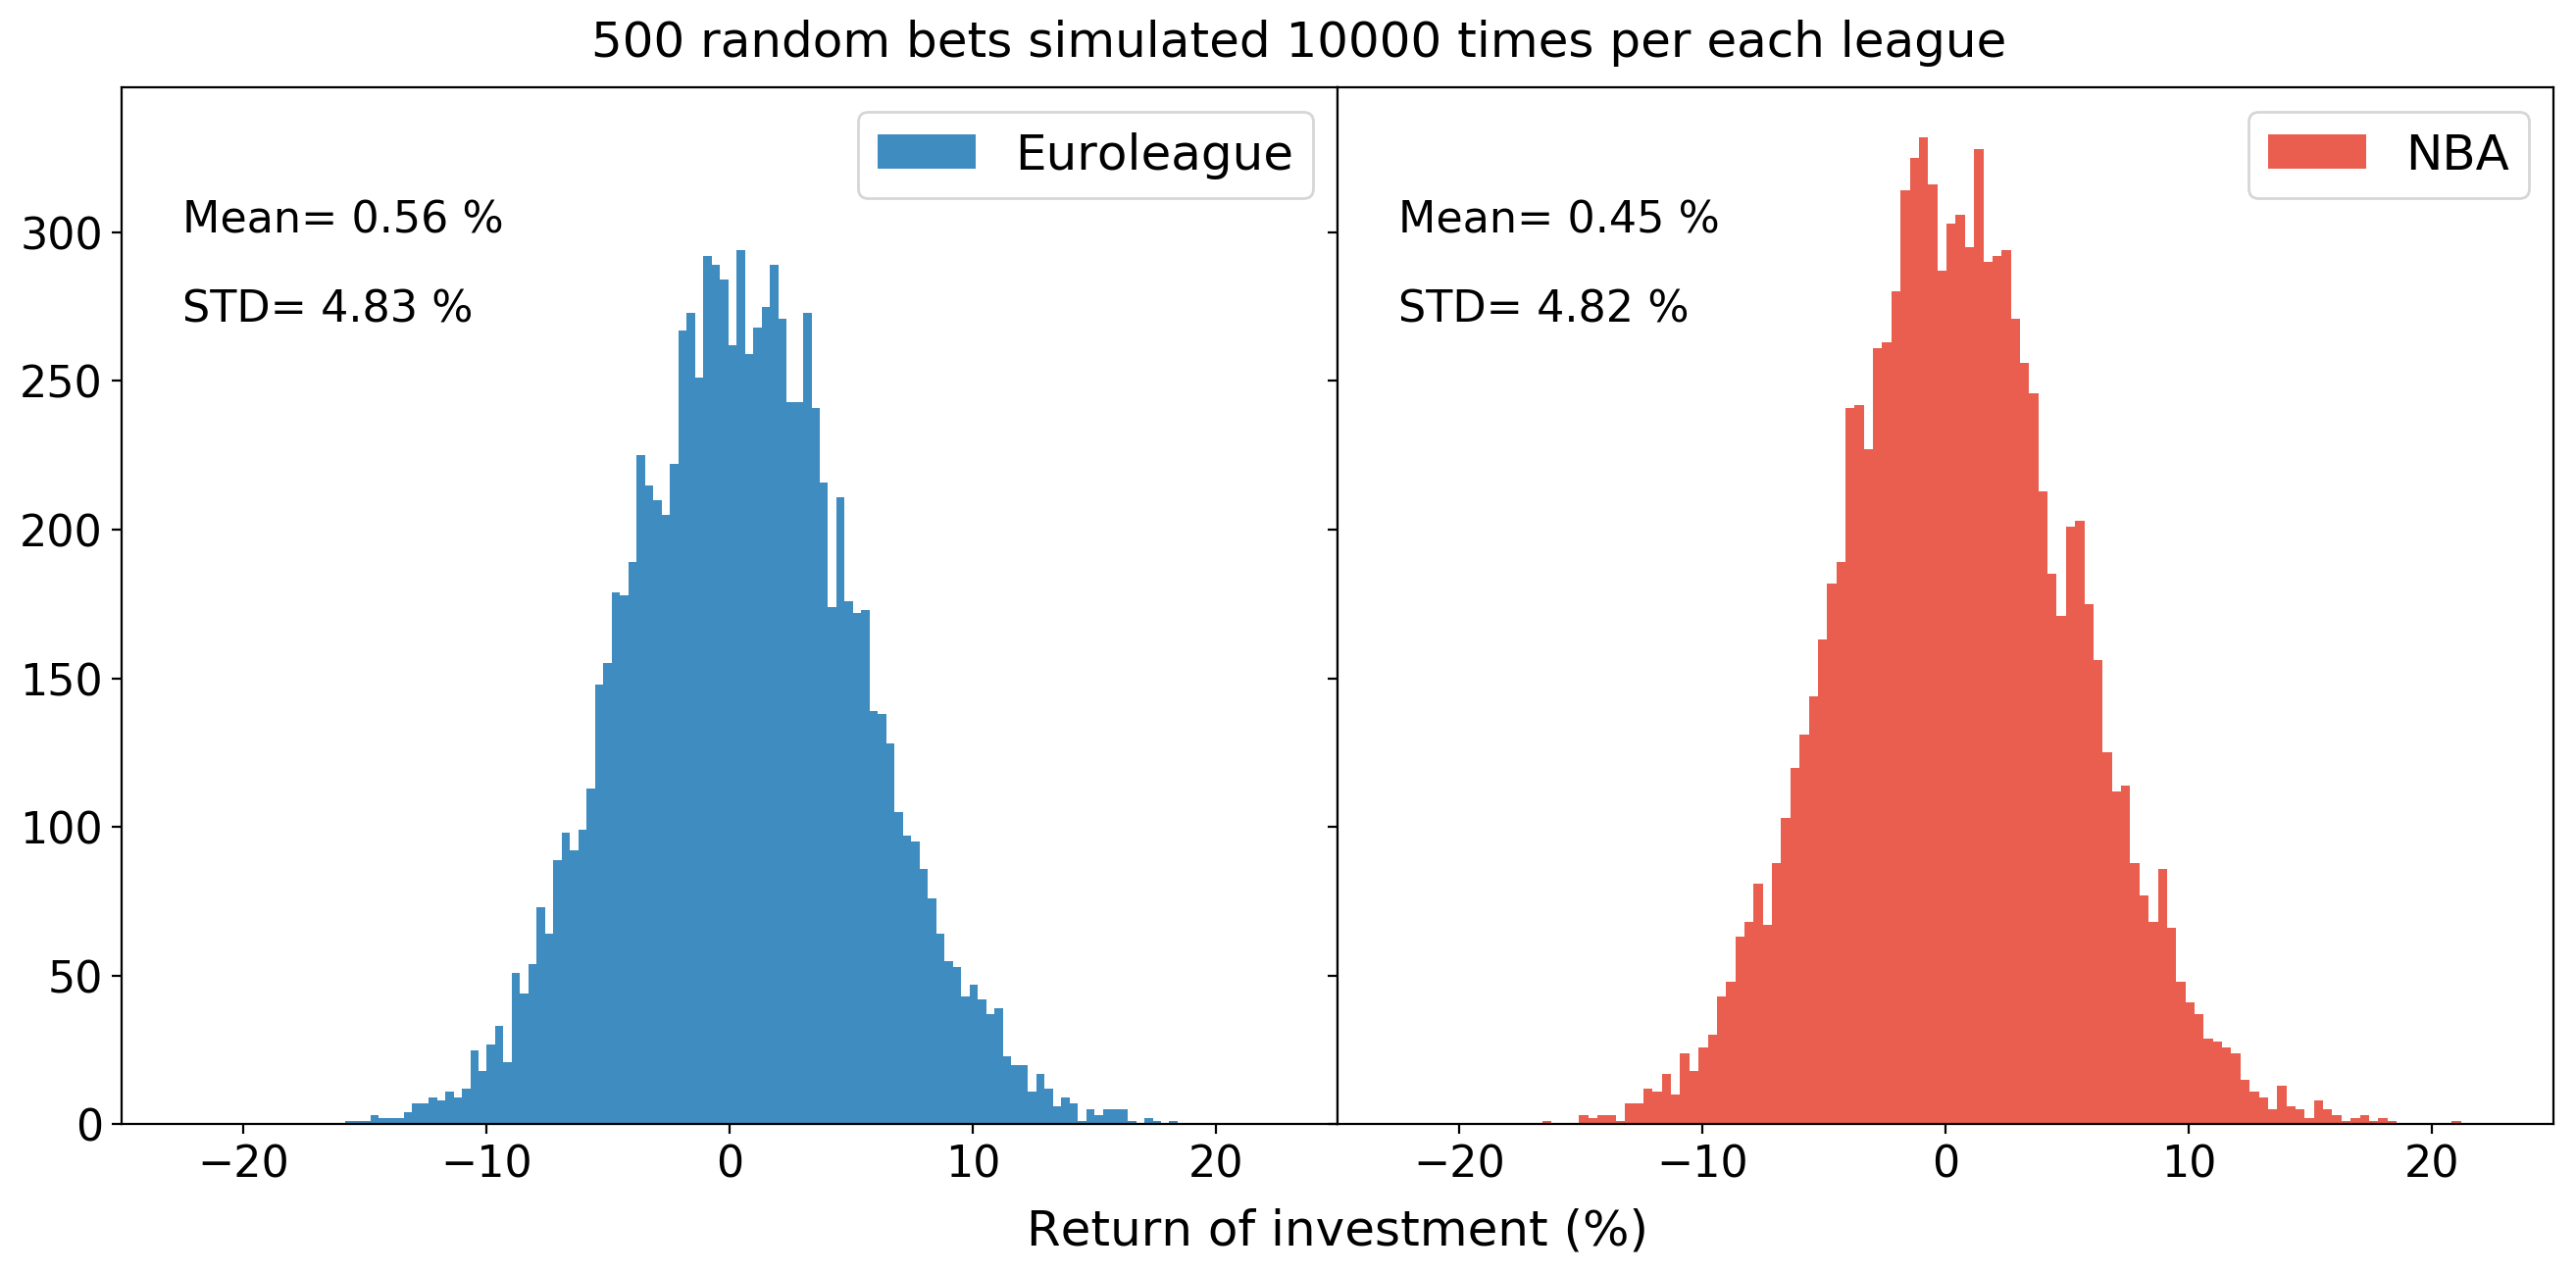 500 random bets simulated 10000 times per each league
Euroleague
NBA
Mean= 0.56 %
STD= 4.83 %
Mean= 0.45 %
STD= 4.82 %
300
250
200
150
100
50
0
−20 −10 0 10 20
−20 −10 0 10 20
Return of investment (%)